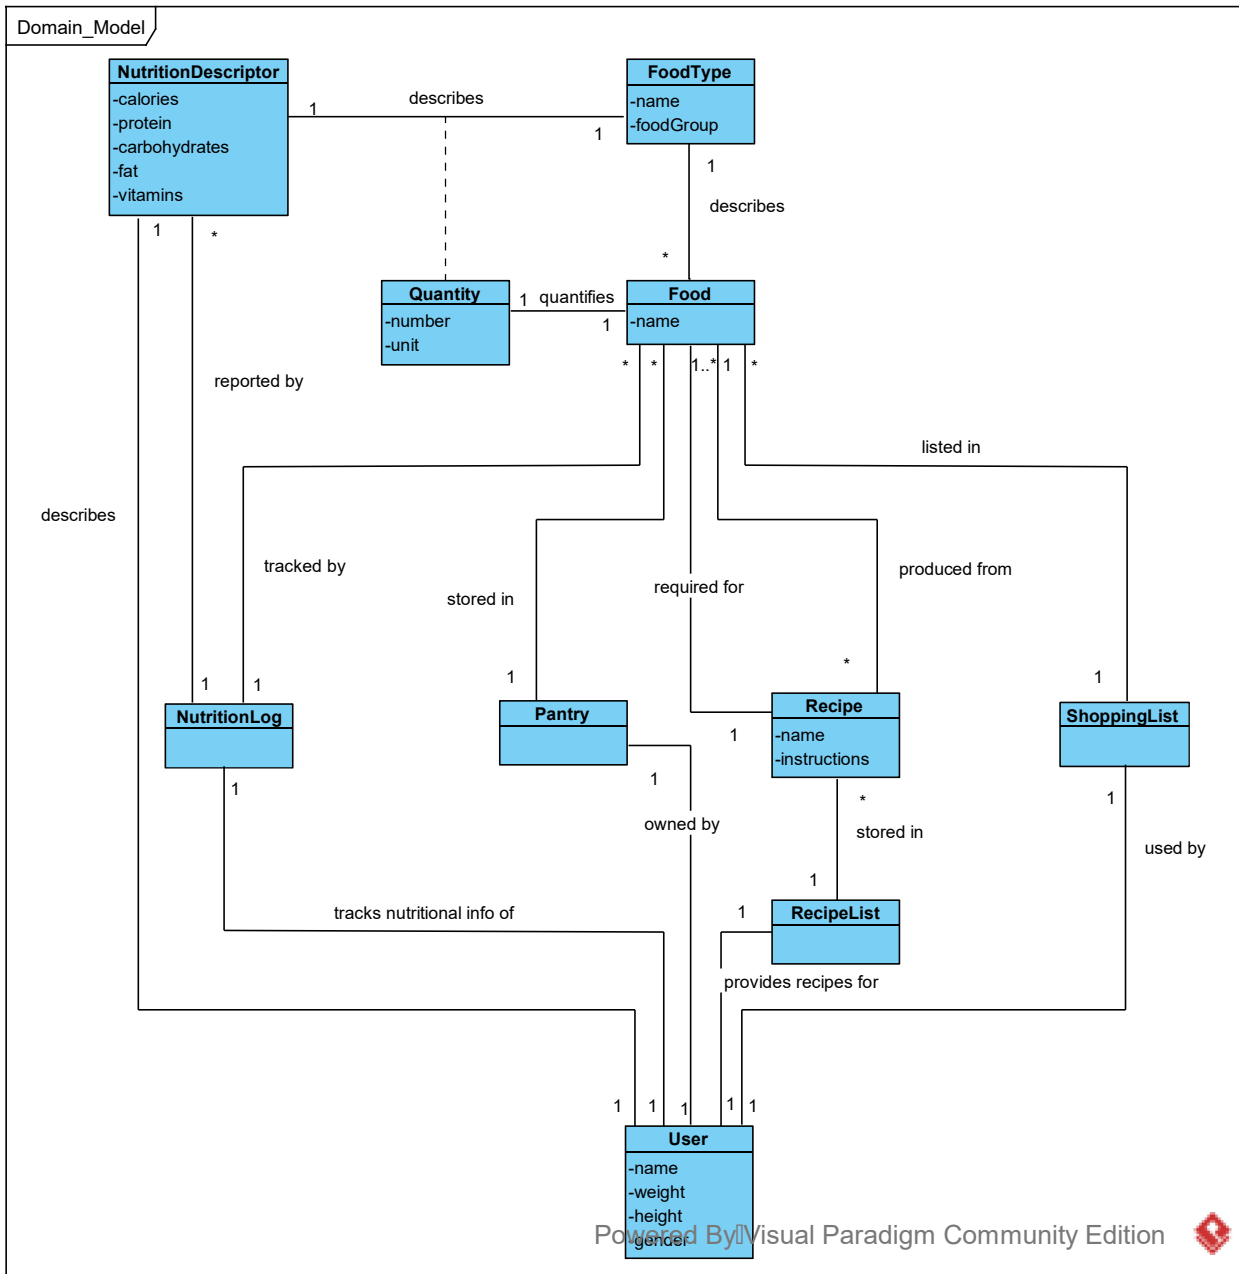 Domain_Model
NutritionDescriptor
-calories
-protein
-carbohydrates
-fat
-vitamins
1
describes
1
FoodType
-name
-foodGroup
1
describes
*
1
*
Quantity
-number
-unit
1
quantifies
1
Food
-name
*
*
1..*
1
*
reported by
listed in
describes
tracked by
stored in
required for
produced from
1
1
1
*
1
1
NutritionLog
Pantry
Recipe
-name
-instructions
ShoppingList
1
1
*
1
owned by
stored in
used by
1
1
RecipeList
tracks nutritional info of
provides recipes for
1
1
1
1
1
User
-name
-weight
-height
-gender
Powered By Visual Paradigm Community Edition